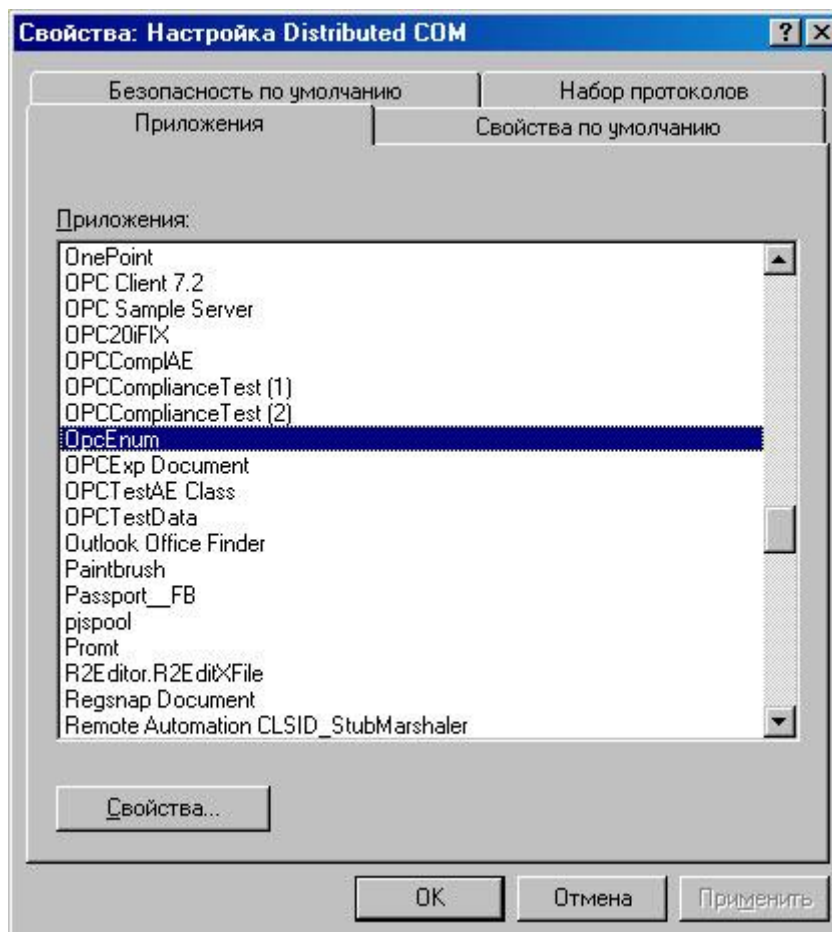 Свойства: Настройка Distributed COM
Безопасность по умолчанию
Набор протоколов
Приложения
Свойства по умолчанию
Приложения:
OnePoint
OPC Client 7.2
OPC Sample Server
OPC20iFIX
OPCComplAE
OPCComplianceTest (1)
OPCComplianceTest (2)
OpcEnum
OPCExp Document
OPCTestAE Class
OPCTestData
Outlook Office Finder
Paintbrush
Passport__FB
pjspool
Promt
R2Editor.R2EditXFile
Regsnap Document
Remote Automation CLSID_StubMarshaler
Свойства...
OK
Отмена
Применить